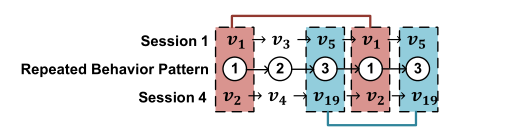 Session 1 v₁ → v₃ → v₅ → v₁ → v₅
Repeated Behavior Pattern 1 → 2 → 3 → 1 → 3
Session 4 v₂ → v₄ → v₁₉ → v₂ → v₁₉